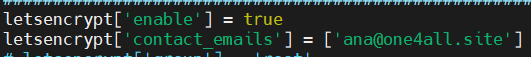 letsencrypt['enable'] = true
letsencrypt['contact_emails'] = ['ana@one4all.site']